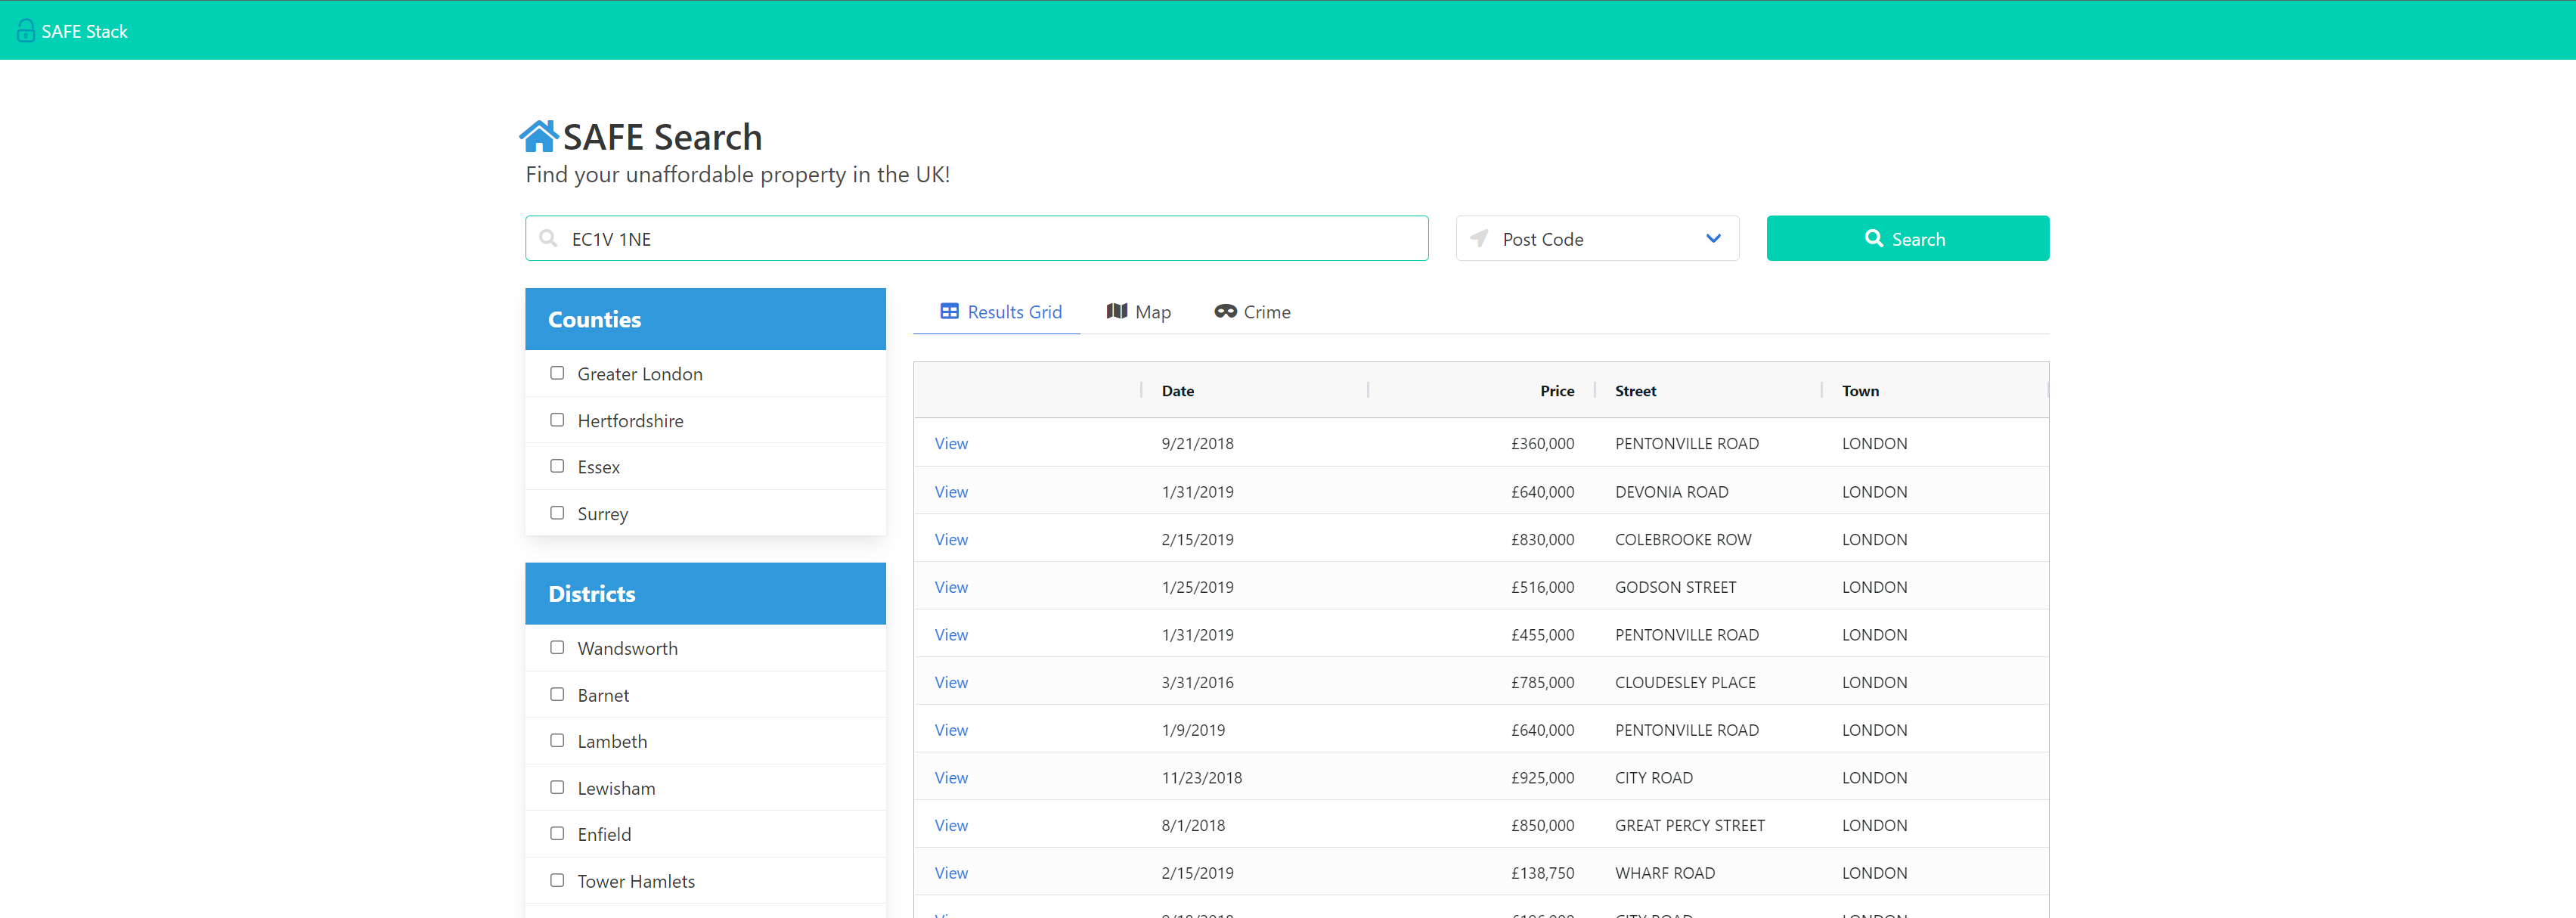 SAFE Stack
SAFE Search
Find your unaffordable property in the UK!
EC1V 1NE
Post Code
Search
Counties
Greater London
Hertfordshire
Essex
Surrey
Districts
Wandsworth
Barnet
Lambeth
Lewisham
Enfield
Tower Hamlets
Results Grid Map Crime
Date Price Street Town
View 9/21/2018 £360,000 PENTONVILLE ROAD LONDON
View 1/31/2019 £640,000 DEVONIA ROAD LONDON
View 2/15/2019 £830,000 COLEBROOKE ROW LONDON
View 1/25/2019 £516,000 GODSON STREET LONDON
View 1/31/2019 £455,000 PENTONVILLE ROAD LONDON
View 3/31/2016 £785,000 CLOUDESLEY PLACE LONDON
View 1/9/2019 £640,000 PENTONVILLE ROAD LONDON
View 11/23/2018 £925,000 CITY ROAD LONDON
View 8/1/2018 £850,000 GREAT PERCY STREET LONDON
View 2/15/2019 £138,750 WHARF ROAD LONDON